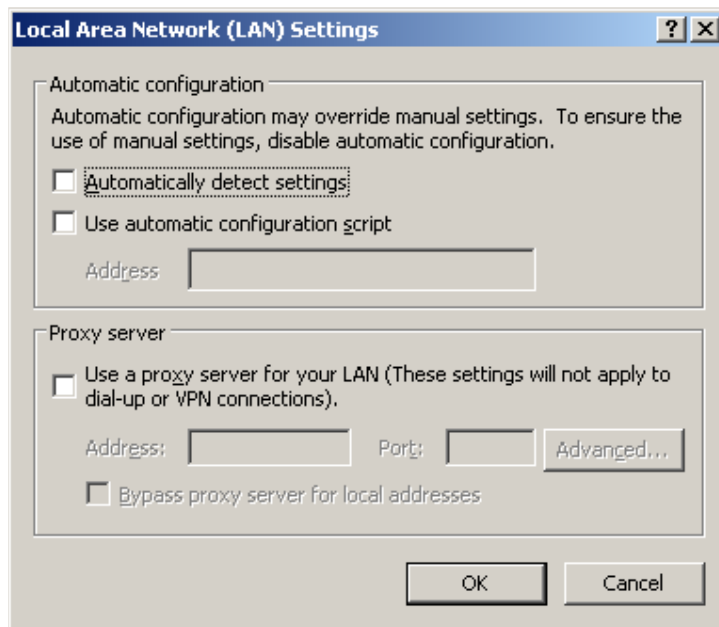 Local Area Network (LAN) Settings
Automatic configuration
Automatic configuration may override manual settings. To ensure the
use of manual settings, disable automatic configuration.
Automatically detect settings
Use automatic configuration script
Address
Proxy server
Use a proxy server for your LAN (These settings will not apply to
dial-up or VPN connections).
Address: Port: Advanced...
Bypass proxy server for local addresses
OK Cancel